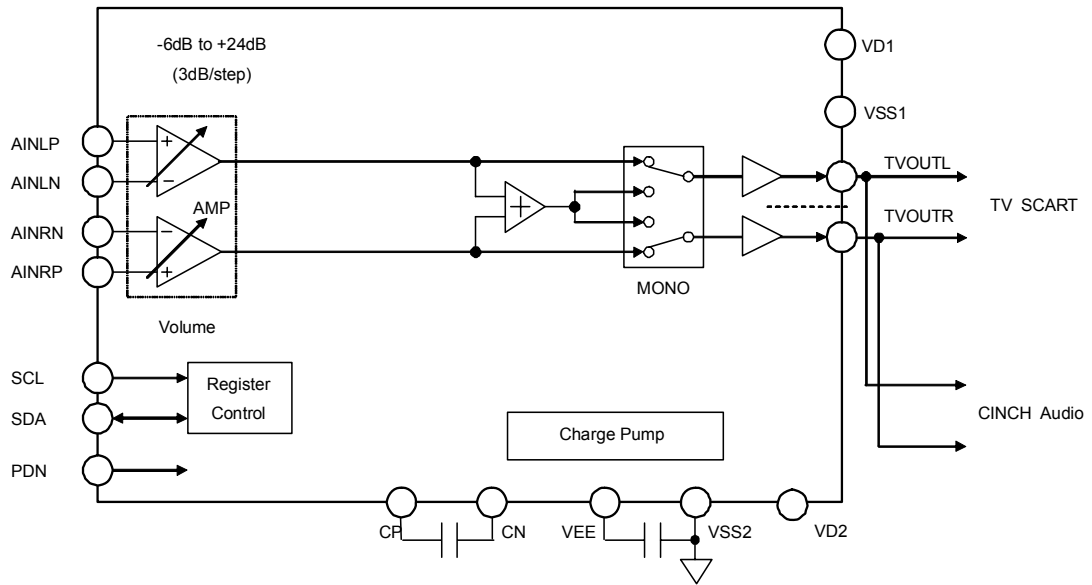 -6dB to +24dB
(3dB/step)
VD1
VSS1
AINLP
AINLN
AINRN
AINRP
+
−
AMP
−
+
Volume
+
MONO
TVOUTL
TVOUTR
TV SCART
SCL
SDA
PDN
Register
Control
Charge Pump
CINCH Audio
CP
CN
VEE
VSS2
VD2